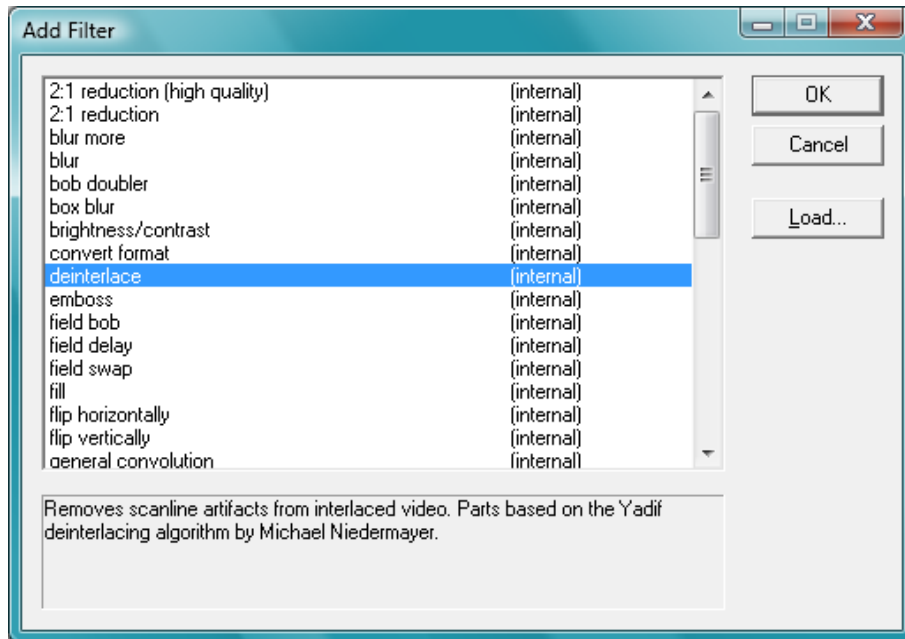 Add Filter
2:1 reduction (high quality) (internal)
2:1 reduction (internal)
blur more (internal)
blur (internal)
bob doubler (internal)
box blur (internal)
brightness/contrast (internal)
convert format (internal)
deinterlace (internal)
emboss (internal)
field bob (internal)
field delay (internal)
field swap (internal)
fill (internal)
flip horizontally (internal)
flip vertically (internal)
general convolution (internal)
OK
Cancel
Load...
Removes scanline artifacts from interlaced video. Parts based on the Yadif
deinterlacing algorithm by Michael Niedermayer.